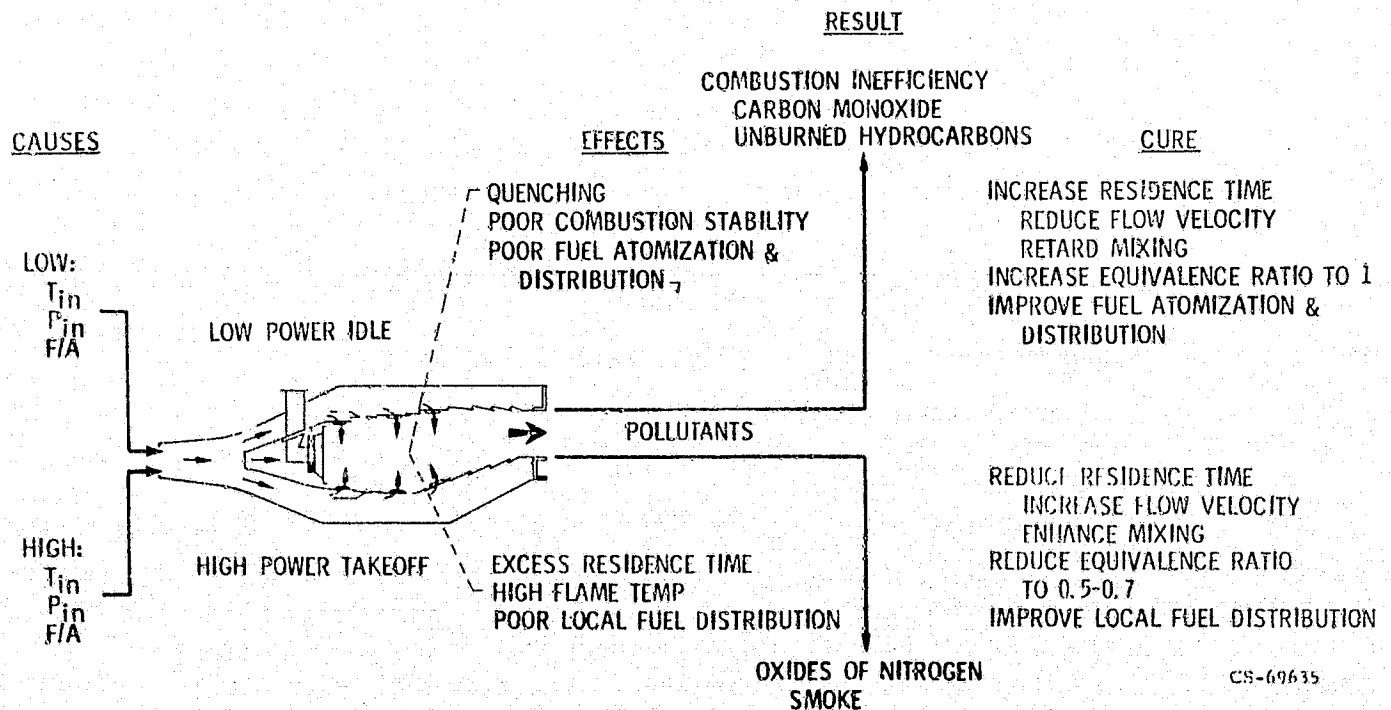 RESULT
COMBUSTION INEFFICIENCY
CARBON MONOXIDE
UNBURNED HYDROCARBONS
CAUSES
EFFECTS
CURE
QUENCHING
POOR COMBUSTION STABILITY
POOR FUEL ATOMIZATION &
DISTRIBUTION
INCREASE RESIDENCE TIME
REDUCE FLOW VELOCITY
RETARD MIXING
INCREASE EQUIVALENCE RATIO TO 1
IMPROVE FUEL ATOMIZATION &
DISTRIBUTION
LOW:
Tin
Pin
F/A
LOW POWER IDLE
POLLUTANTS
HIGH:
Tin
Pin
F/A
HIGH POWER TAKEOFF
EXCESS RESIDENCE TIME
HIGH FLAME TEMP
POOR LOCAL FUEL DISTRIBUTION
REDUCE RESIDENCE TIME
INCREASE FLOW VELOCITY
ENHANCE MIXING
REDUCE EQUIVALENCE RATIO
TO 0.5-0.7
IMPROVE LOCAL FUEL DISTRIBUTION
OXIDES OF NITROGEN
SMOKE
CS-69635